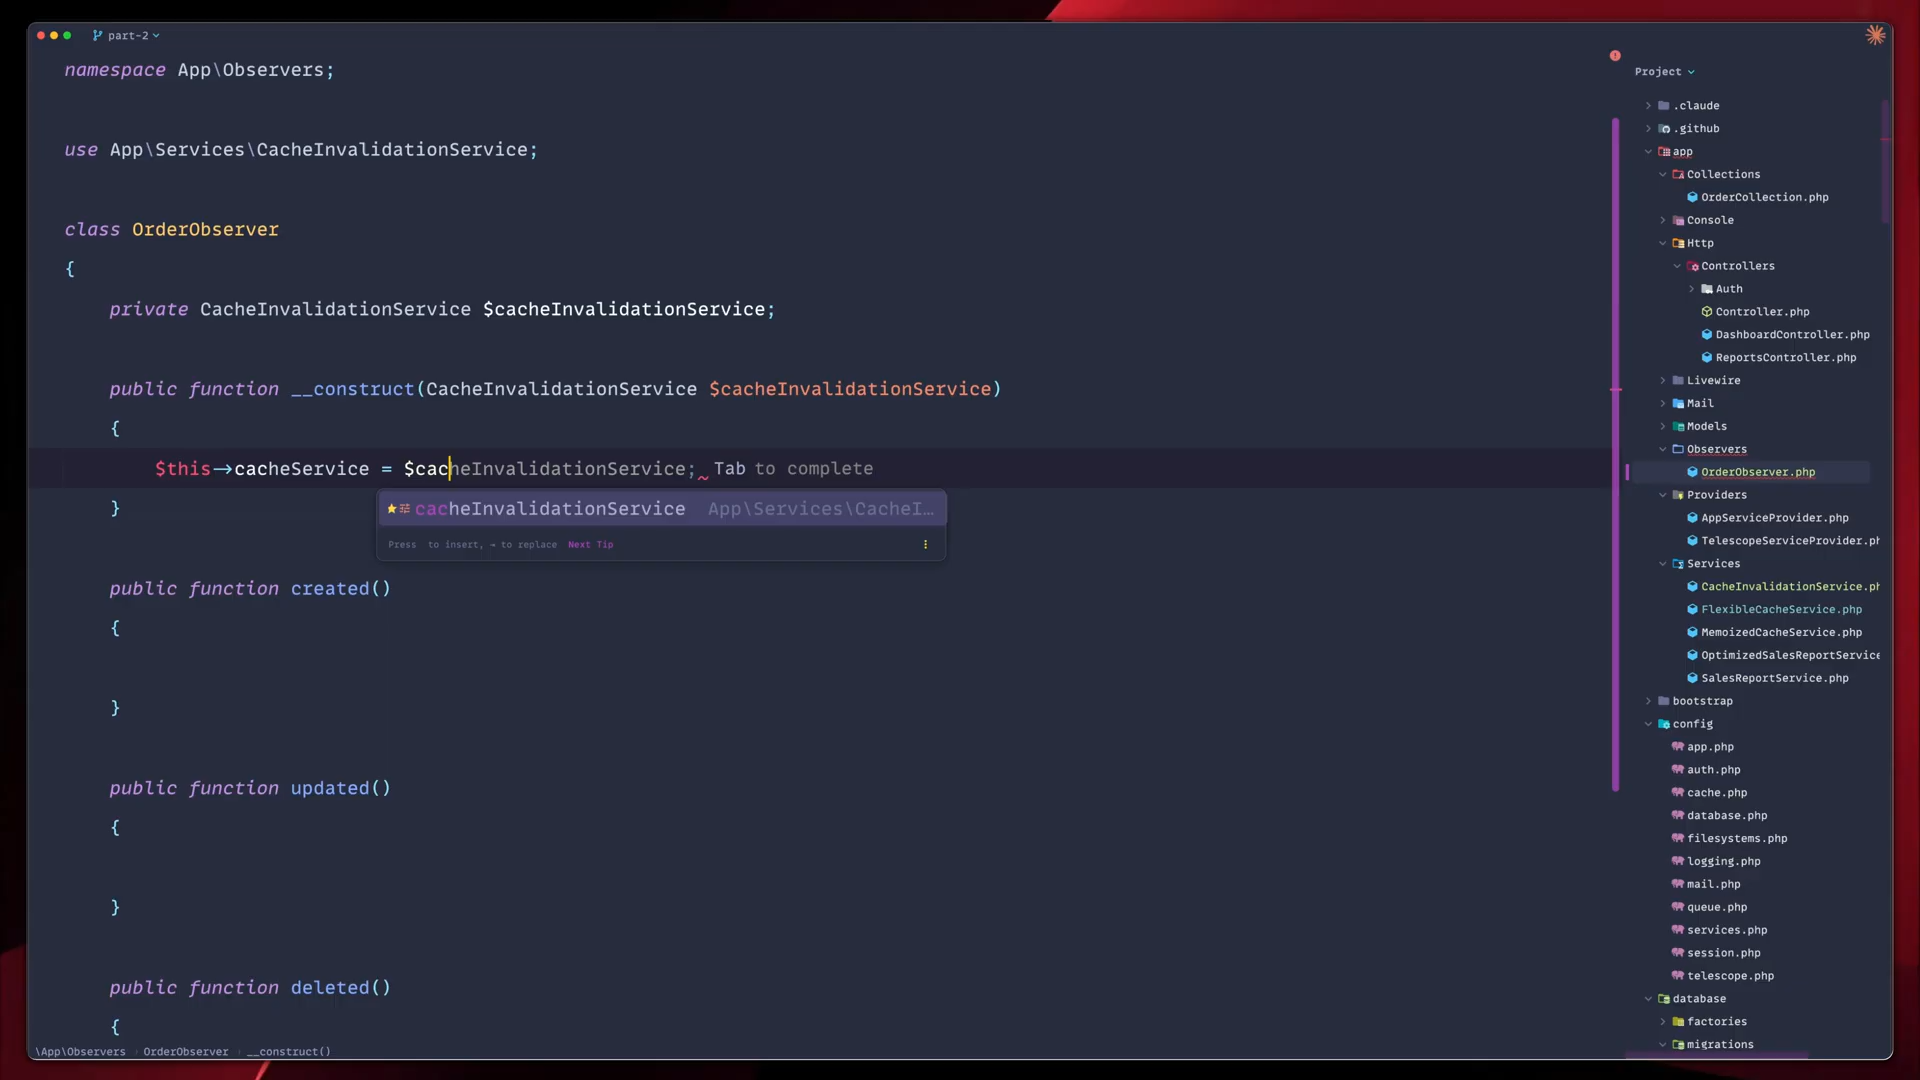 part-2
namespace App\Observers;
use App\Services\CacheInvalidationService;
class OrderObserver
{
private CacheInvalidationService $cacheInvalidationService;
public function __construct(CacheInvalidationService $cacheInvalidationService)
{
$this->cacheService = $cacheInvalidationService; Tab to complete
cacheInvalidationService App\Services\CacheI…
Press to insert, → to replace Next Tip
}
public function created()
{
}
public function updated()
{
}
public function deleted()
{
\App\Observers OrderObserver __construct()
Project
.claude
.github
app
Collections
OrderCollection.php
Console
Http
Controllers
Auth
Controller.php
DashboardController.php
ReportsController.php
Livewire
Mail
Models
Observers
OrderObserver.php
Providers
AppServiceProvider.php
TelescopeServiceProvider.ph
Services
CacheInvalidationService.ph
FlexibleCacheService.php
MemoizedCacheService.php
OptimizedSalesReportService
SalesReportService.php
bootstrap
config
app.php
auth.php
cache.php
database.php
filesystems.php
logging.php
mail.php
queue.php
services.php
session.php
telescope.php
database
factories
migrations